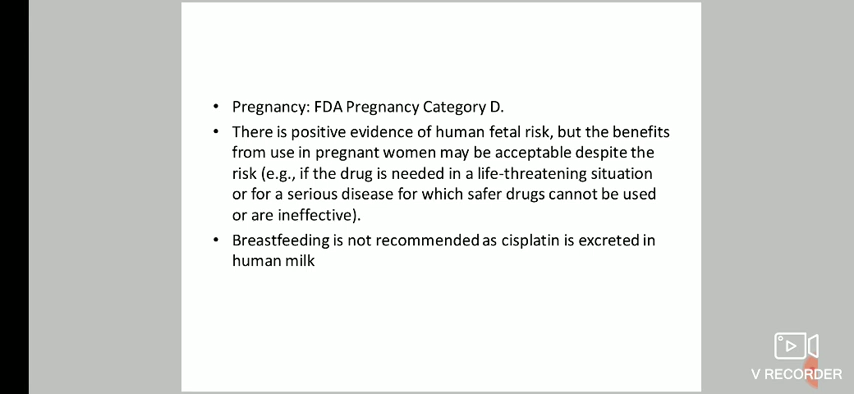 • Pregnancy: FDA Pregnancy Category D.
• There is positive evidence of human fetal risk, but the benefits
from use in pregnant women may be acceptable despite the
risk (e.g., if the drug is needed in a life-threatening situation
or for a serious disease for which safer drugs cannot be used
or are ineffective).
• Breastfeeding is not recommended as cisplatin is excreted in
human milk
V RECORDER